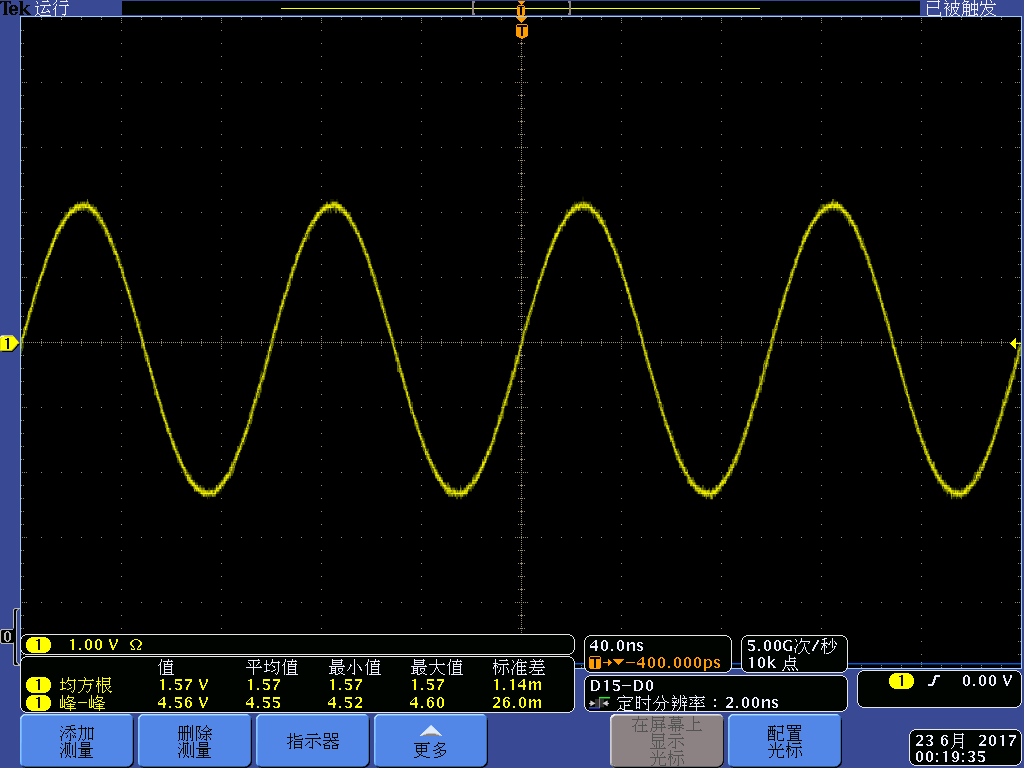 Tek 运行
已被触发
T
T
1
0
1 1.00 V Ω
值 平均值 最小值 最大值 标准差
1 均方根 1.57 V 1.57 1.57 1.57 1.14m
1 峰-峰 4.56 V 4.55 4.52 4.60 26.0m
40.0ns
T→▼−400.000ps
5.00G次/秒
10k 点
D15-D0
定时分辨率：2.00ns
1 0.00 V
添加
测量
删除
测量
指示器
更多
在屏幕上
显示
光标
配置
光标
23 6月 2017
00:19:35